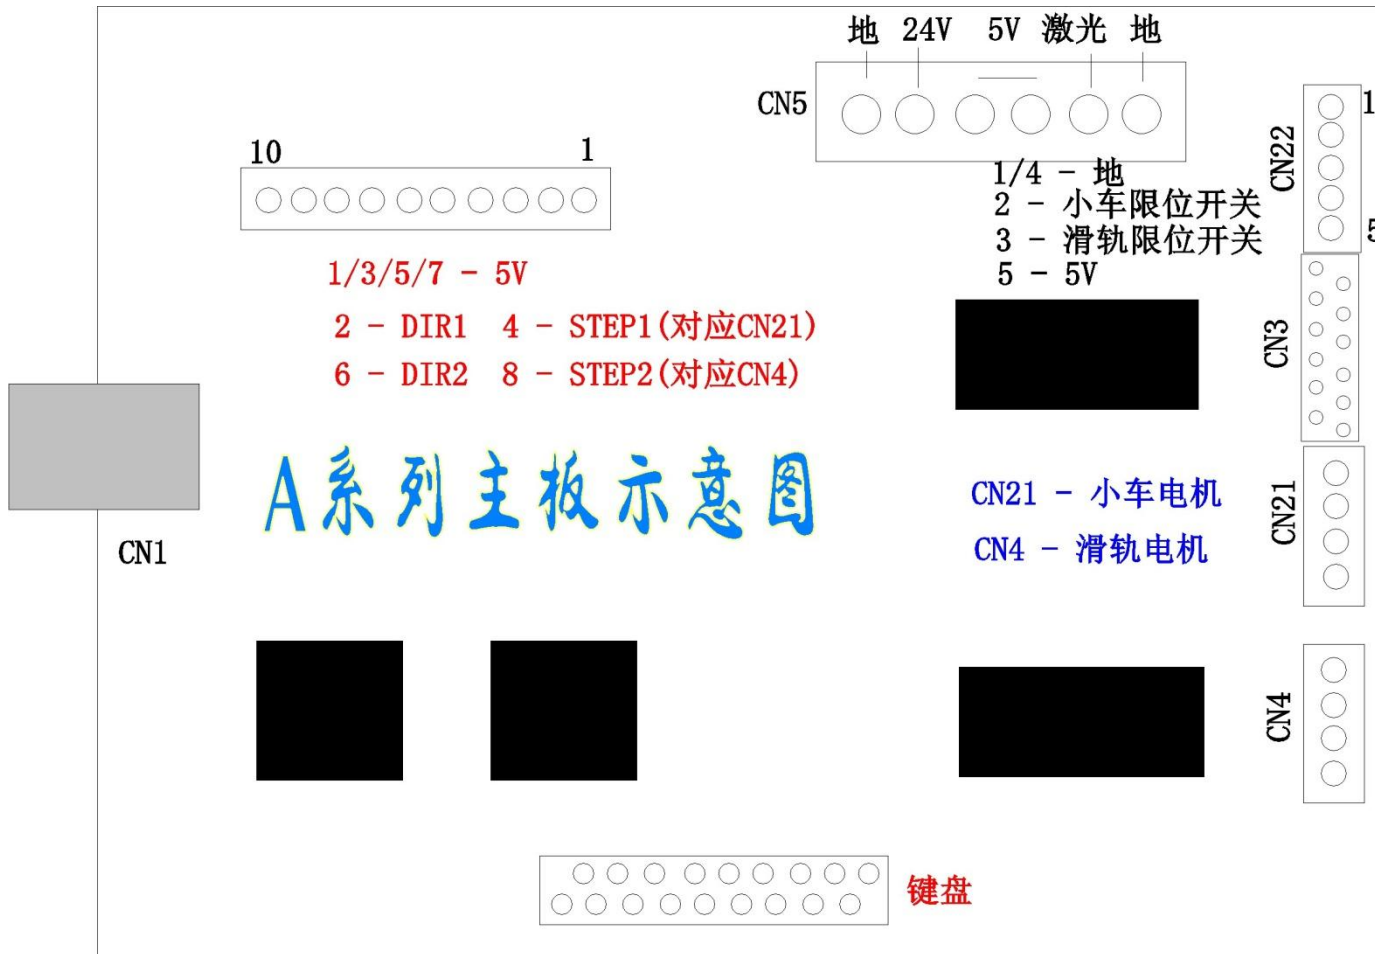 地 24V 5V 激光 地
CN5
1
CN22
5
10 1
1/4 - 地
2 - 小车限位开关
3 - 滑轨限位开关
5 - 5V
1/3/5/7 - 5V
2 - DIR1 4 - STEP1(对应CN21)
6 - DIR2 8 - STEP2(对应CN4)
CN3
A系列主板示意图
CN21 - 小车电机
CN4 - 滑轨电机
CN21
CN1
CN4
键盘